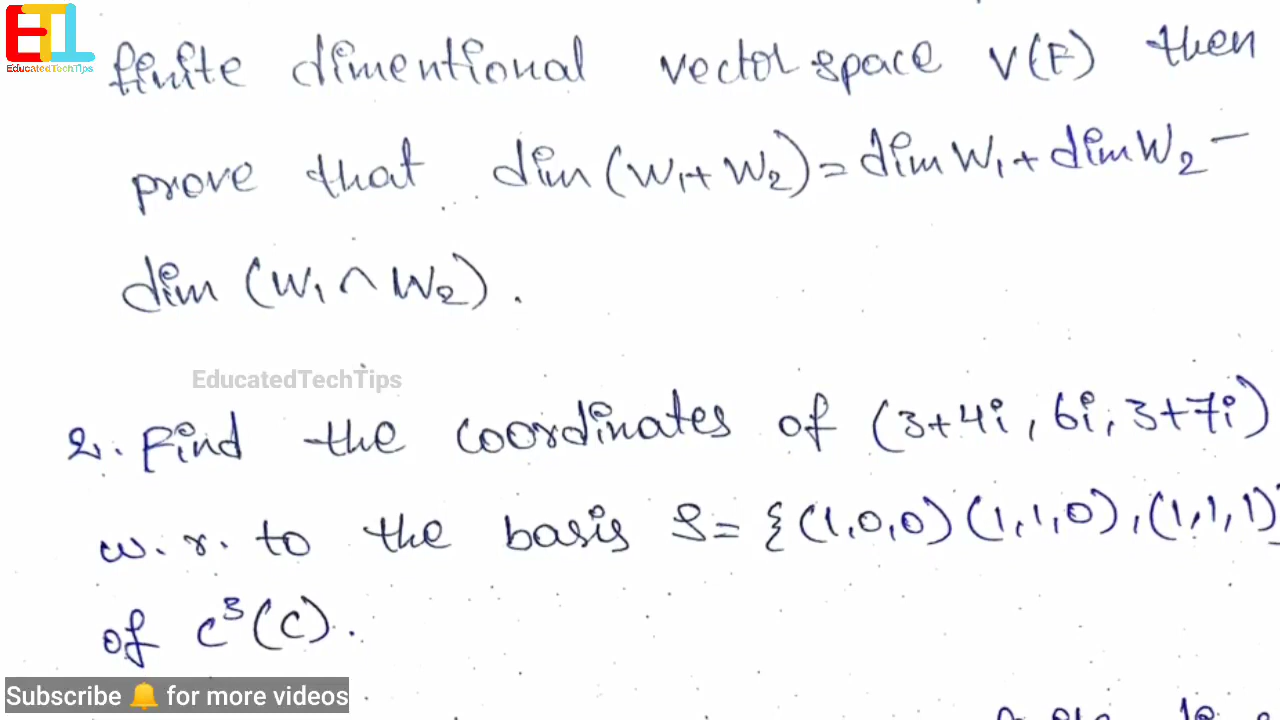 ETL
EducatedTechTips
finite dimentional vector space V(F) then
prove that dim (W1+ W2) = dim W1 + dim W2 -
dim (W1 ∩ W2).
EducatedTechTips
2. Find the coordinates of (3+4i, 6i, 3+7i)
w.r. to the basis S= {(1,0,0) (1,1,0), (1,1,1)}
of C³(C).
Subscribe 🔔 for more videos